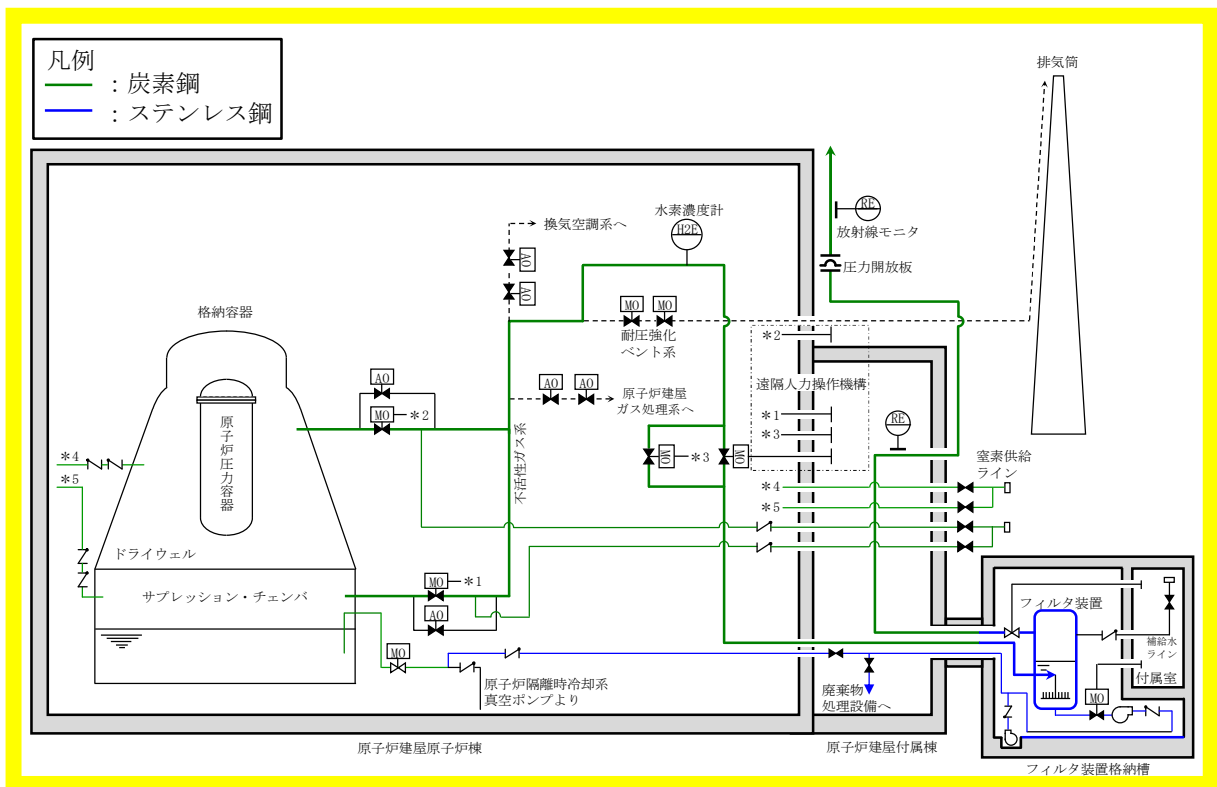 凡例
：炭素鋼
：ステンレス鋼
排気筒
水素濃度計
H2E
換気空調系へ
AO
AO
RE
放射線モニタ
圧力開放板
格納容器
MO
MO
耐圧強化
ベント系
＊2
遠隔人力操作機構
AO
MO
＊2
AO
AO
原子炉建屋
ガス処理系へ
＊1
＊3
RE
原子炉圧力容器
不活性ガス系
MO
＊3
MO
窒素供給
ライン
＊4
＊5
＊4
＊5
ドライウェル
サプレッション・チェンバ
MO
＊1
AO
MO
原子炉隔離時冷却系
真空ポンプより
廃棄物
処理設備へ
フィルタ装置
補給水
ライン
付属室
MO
原子炉建屋原子炉棟
原子炉建屋付属棟
フィルタ装置格納槽